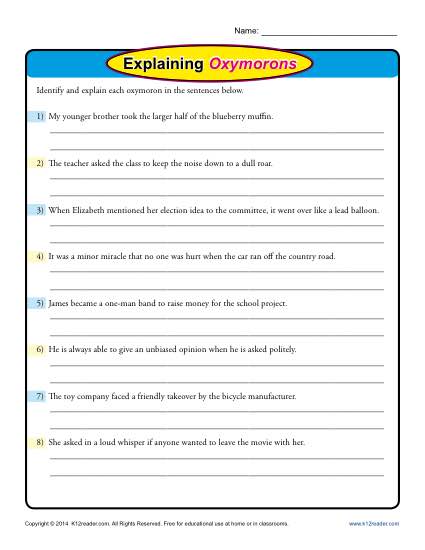 Name:
Explaining Oxymorons
Identify and explain each oxymoron in the sentences below.
1) My younger brother took the larger half of the blueberry muffin.
2) The teacher asked the class to keep the noise down to a dull roar.
3) When Elizabeth mentioned her election idea to the committee, it went over like a lead balloon.
4) It was a minor miracle that no one was hurt when the car ran off the country road.
5) James became a one-man band to raise money for the school project.
6) He is always able to give an unbiased opinion when he is asked politely.
7) The toy company faced a friendly takeover by the bicycle manufacturer.
8) She asked in a loud whisper if anyone wanted to leave the movie with her.
Copyright © 2014 K12reader.com. All Rights Reserved. Free for educational use at home or in classrooms. www.k12reader.com